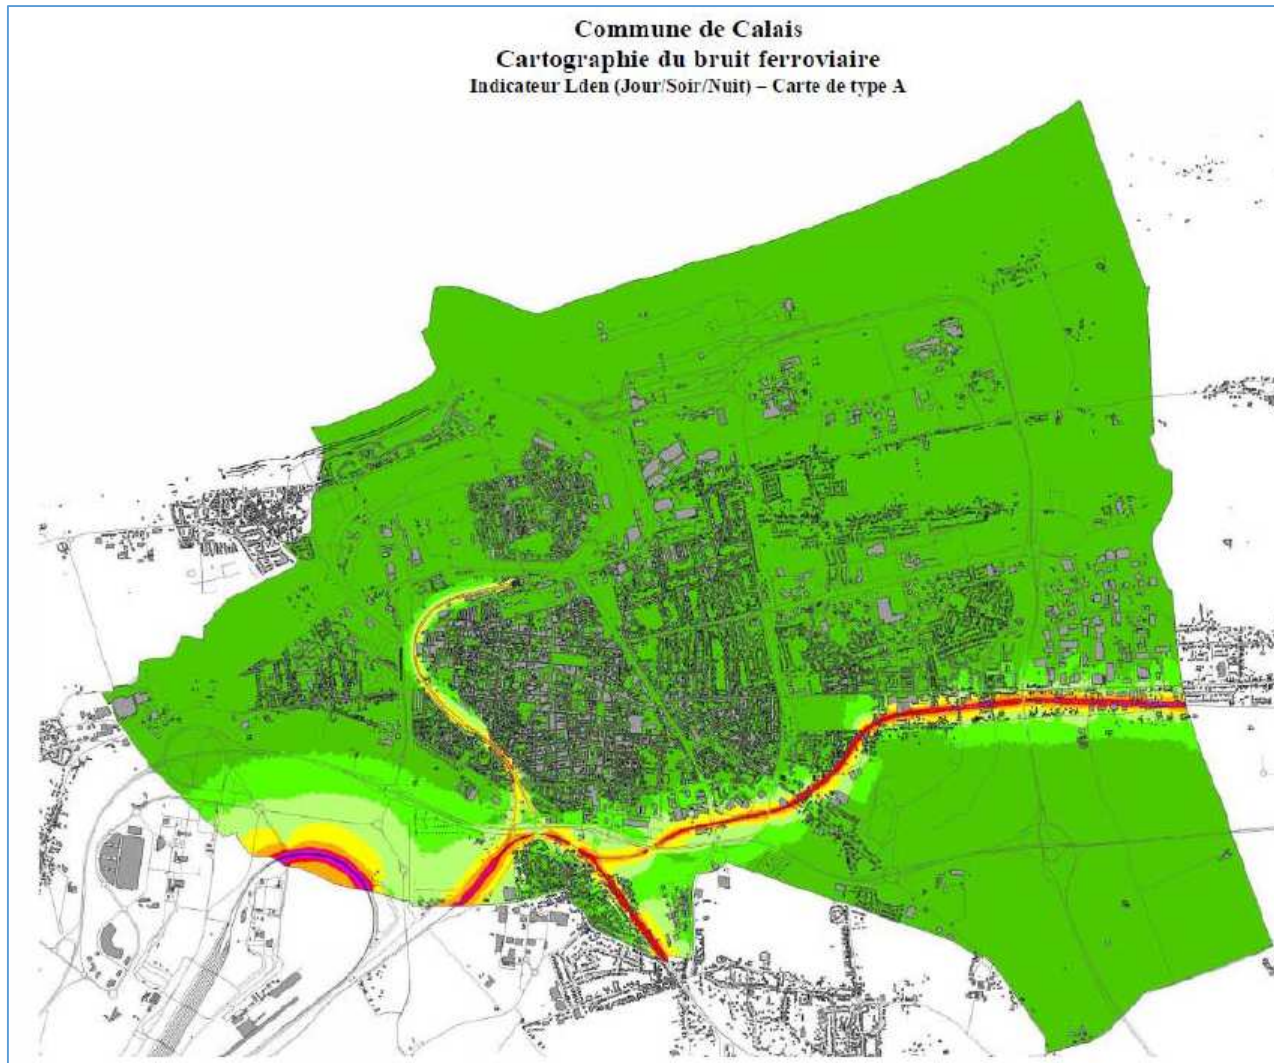 Commune de Calais
Cartographie du bruit ferroviaire
Indicateur Lden (Jour/Soir/Nuit) – Carte de type A